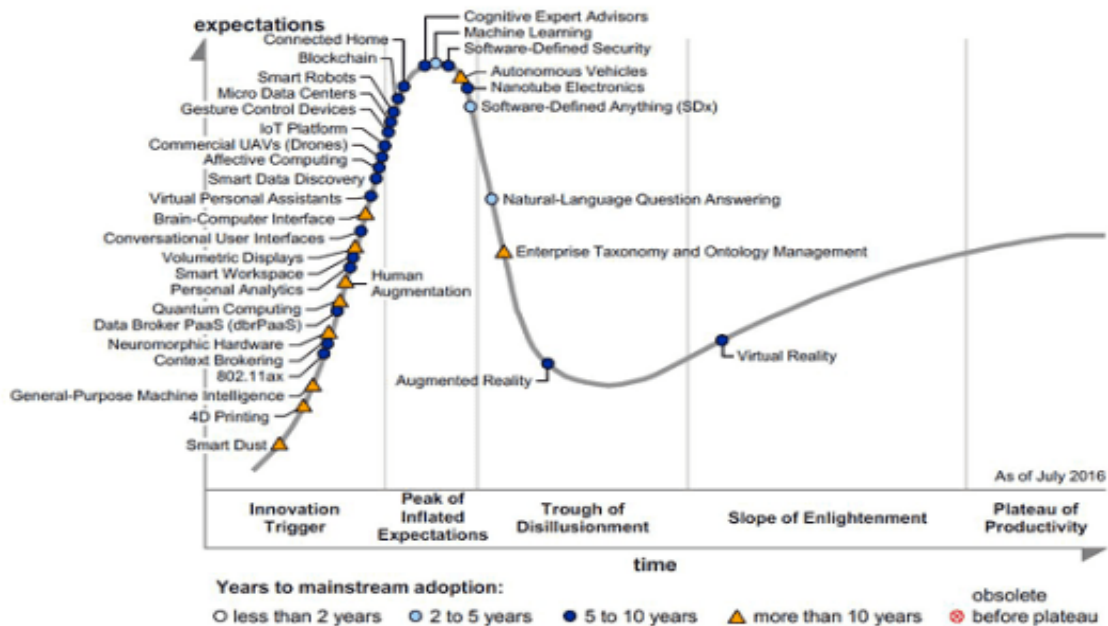 expectations
Cognitive Expert Advisors
Machine Learning
Software-Defined Security
Connected Home
Blockchain
Autonomous Vehicles
Smart Robots
Nanotube Electronics
Micro Data Centers
Software-Defined Anything (SDx)
Gesture Control Devices
IoT Platform
Commercial UAVs (Drones)
Affective Computing
Smart Data Discovery
Virtual Personal Assistants
Natural-Language Question Answering
Brain-Computer Interface
Conversational User Interfaces
Enterprise Taxonomy and Ontology Management
Volumetric Displays
Smart Workspace
Personal Analytics
Human
Augmentation
Quantum Computing
Data Broker PaaS (dbrPaaS)
Neuromorphic Hardware
Context Brokering
802.11ax
Virtual Reality
Augmented Reality
General-Purpose Machine Intelligence
4D Printing
Smart Dust
As of July 2016
Innovation
Trigger
Peak of
Inflated
Expectations
Trough of
Disillusionment
Slope of Enlightenment
Plateau of
Productivity
time
Years to mainstream adoption:
less than 2 years
2 to 5 years
5 to 10 years
more than 10 years
obsolete
before plateau